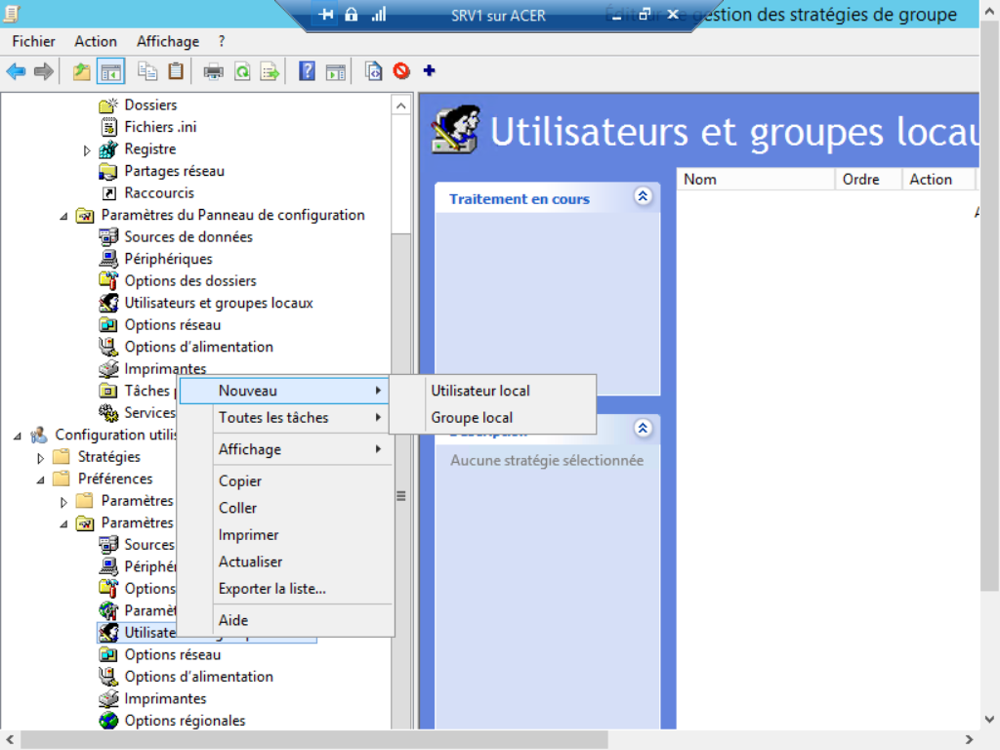 SRV1 sur ACER
Éditeur de gestion des stratégies de groupe
Fichier Action Affichage ?
Dossiers
Fichiers .ini
Registre
Partages réseau
Raccourcis
Paramètres du Panneau de configuration
Sources de données
Périphériques
Options des dossiers
Utilisateurs et groupes locaux
Options réseau
Options d'alimentation
Imprimantes
Tâches
Services
Configuration utilis
Stratégies
Préférences
Paramètres
Paramètres
Sources
Périphér
Options
Paramèt
Utilisate
Options réseau
Options d'alimentation
Imprimantes
Options régionales
Nouveau
Toutes les tâches
Affichage
Copier
Coller
Imprimer
Actualiser
Exporter la liste...
Aide
Utilisateur local
Groupe local
Utilisateurs et groupes locau
Traitement en cours
Nom Ordre Action
Description
Aucune stratégie sélectionnée